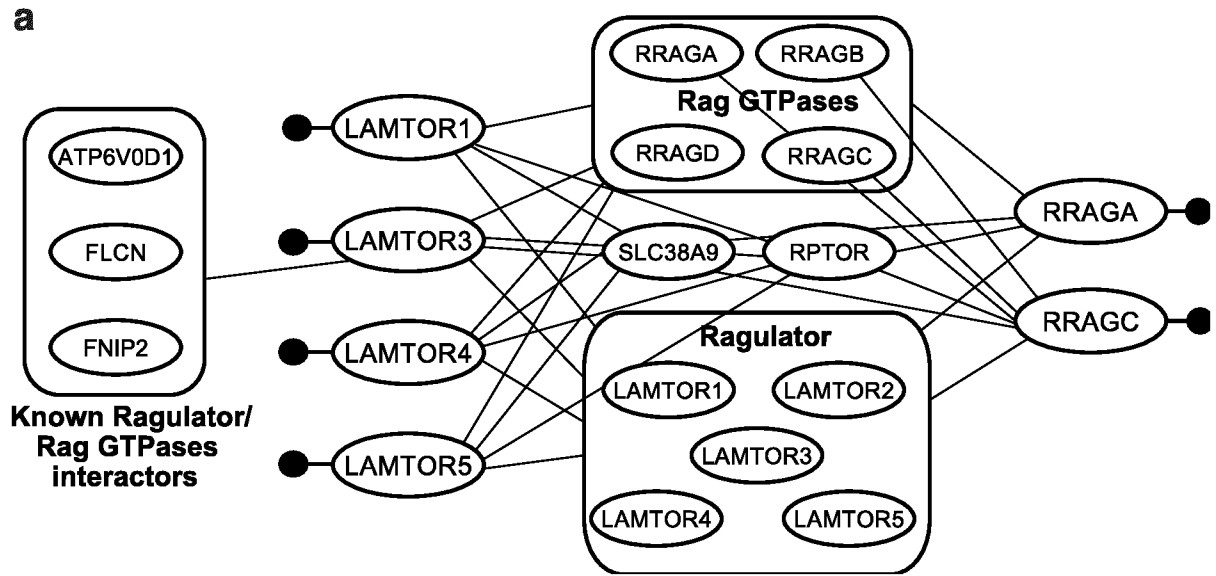 a
RRAGA
RRAGB
Rag GTPases
RRAGD
RRAGC
ATP6V0D1
FLCN
FNIP2
Known Ragulator/
Rag GTPases
interactors
LAMTOR1
LAMTOR3
LAMTOR4
LAMTOR5
SLC38A9
RPTOR
Ragulator
LAMTOR1
LAMTOR2
LAMTOR3
LAMTOR4
LAMTOR5
RRAGA
RRAGC